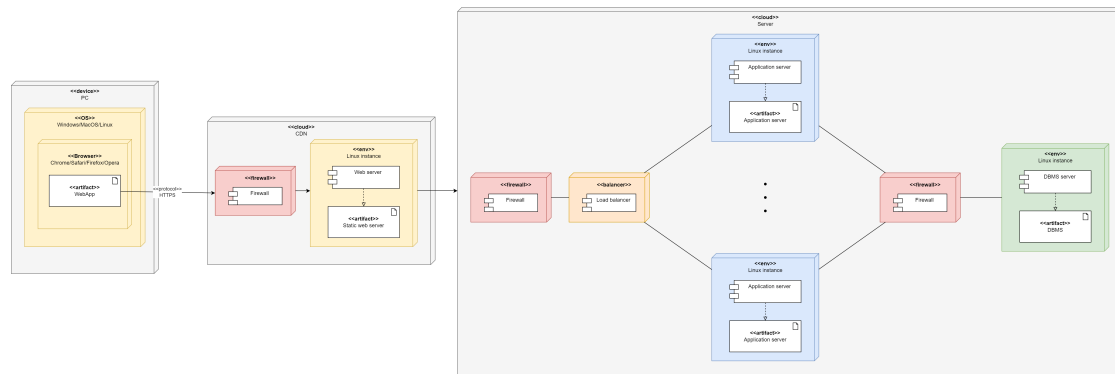 <<device>>
PC
<<OS>>
Windows/MacOS/Linux
<<Browser>>
Chrome/Safari/Firefox/Opera
<<artifact>>
WebApp
<<protocol>>
HTTPS
<<cloud>>
CDN
<<firewall>>
Firewall
<<env>>
Linux instance
Web server
<<artifact>>
Static web server
<<cloud>>
Server
<<firewall>>
Firewall
<<balancer>>
Load balancer
<<env>>
Linux instance
Application server
<<artifact>>
Application server
<<env>>
Linux instance
Application server
<<artifact>>
Application server
<<firewall>>
Firewall
<<env>>
Linux instance
DBMS server
<<artifact>>
DBMS